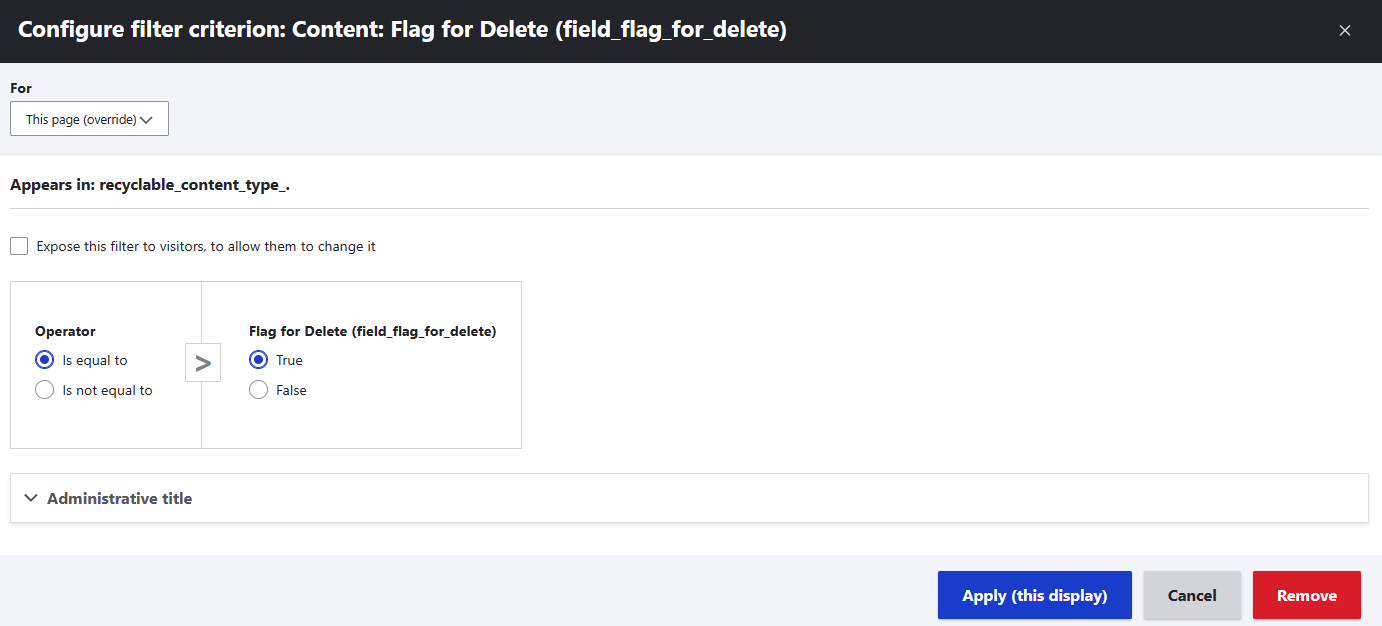 Configure filter criterion: Content: Flag for Delete (field_flag_for_delete)
For
This page (override)
Appears in: recyclable_content_type_.
Expose this filter to visitors, to allow them to change it
Operator
Is equal to
Is not equal to
>
Flag for Delete (field_flag_for_delete)
True
False
Administrative title
Apply (this display)
Cancel
Remove